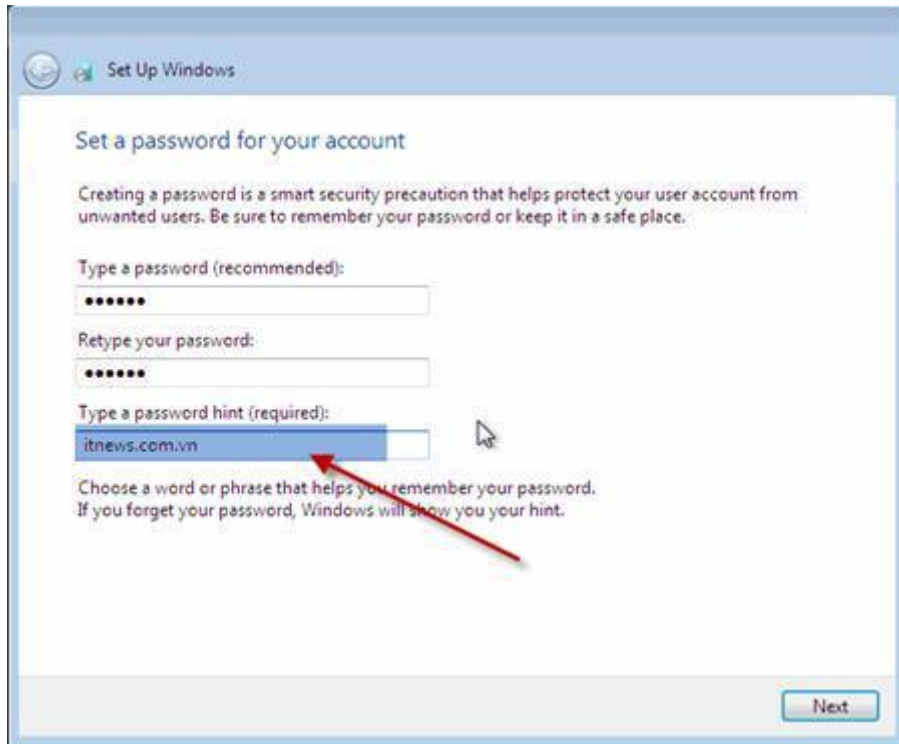 Set Up Windows
Set a password for your account
Creating a password is a smart security precaution that helps protect your user account from
unwanted users. Be sure to remember your password or keep it in a safe place.
Type a password (recommended):
••••••
Retype your password:
••••••
Type a password hint (required):
itnews.com.vn
Choose a word or phrase that helps you remember your password.
If you forget your password, Windows will show you your hint.
Next